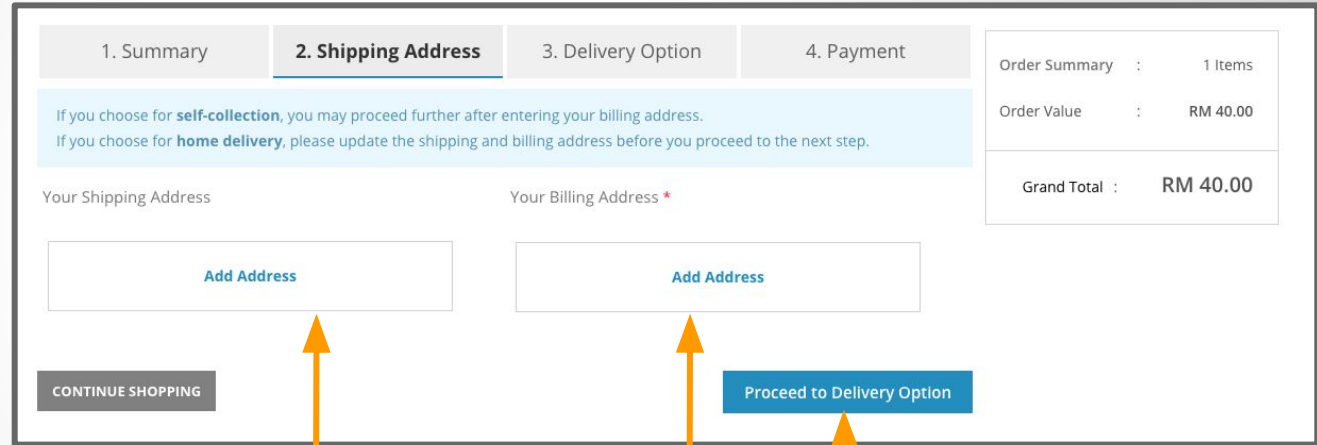 1. Summary
2. Shipping Address
3. Delivery Option
4. Payment
If you choose for self-collection, you may proceed further after entering your billing address.
If you choose for home delivery, please update the shipping and billing address before you proceed to the next step.
Your Shipping Address
Your Billing Address *
Add Address
Add Address
CONTINUE SHOPPING
Proceed to Delivery Option
Order Summary : 1 Items
Order Value : RM 40.00
Grand Total : RM 40.00